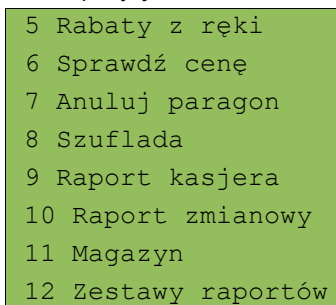 5 Rabaty z ręki
6 Sprawdź cenę
7 Anuluj paragon
8 Szuflada
9 Raport kasjera
10 Raport zmianowy
11 Magazyn
12 Zestawy raportów